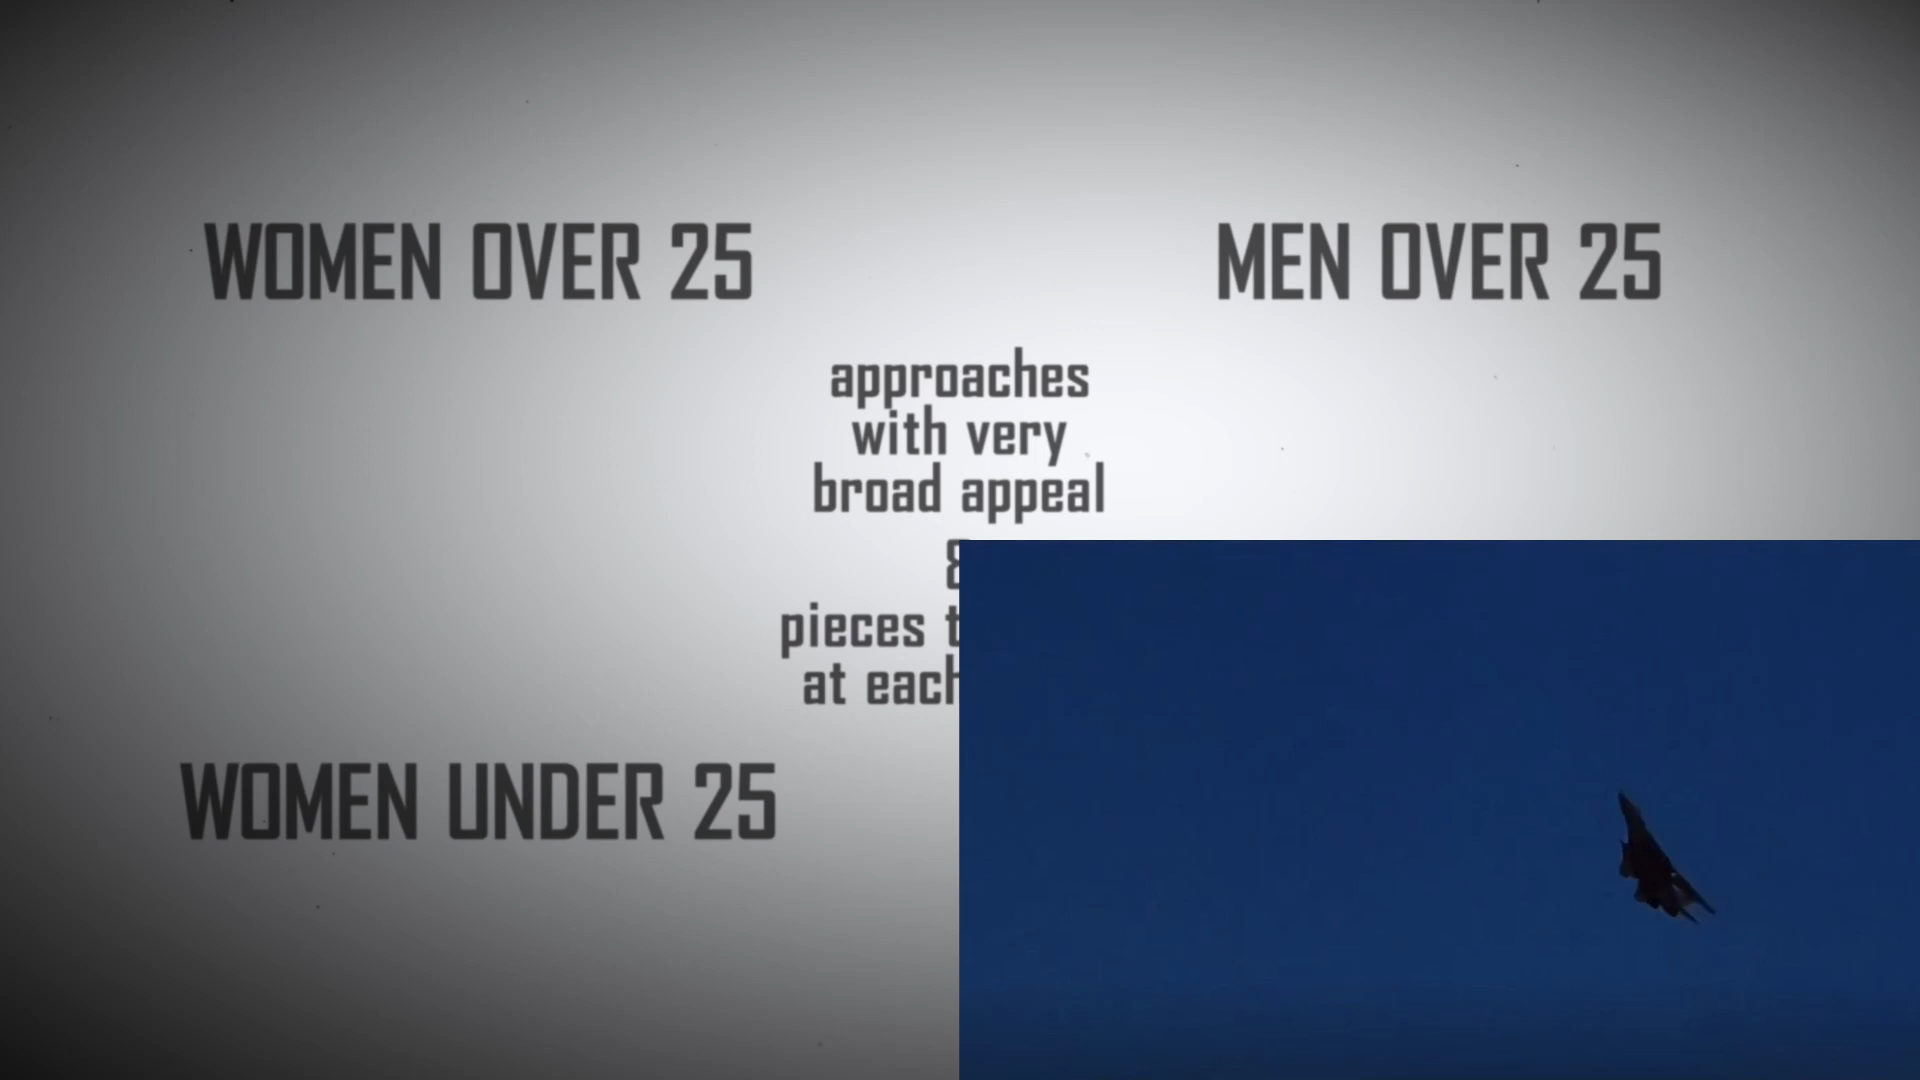 WOMEN OVER 25
MEN OVER 25
approaches
with very
broad appeal
&
pieces
at each
WOMEN UNDER 25